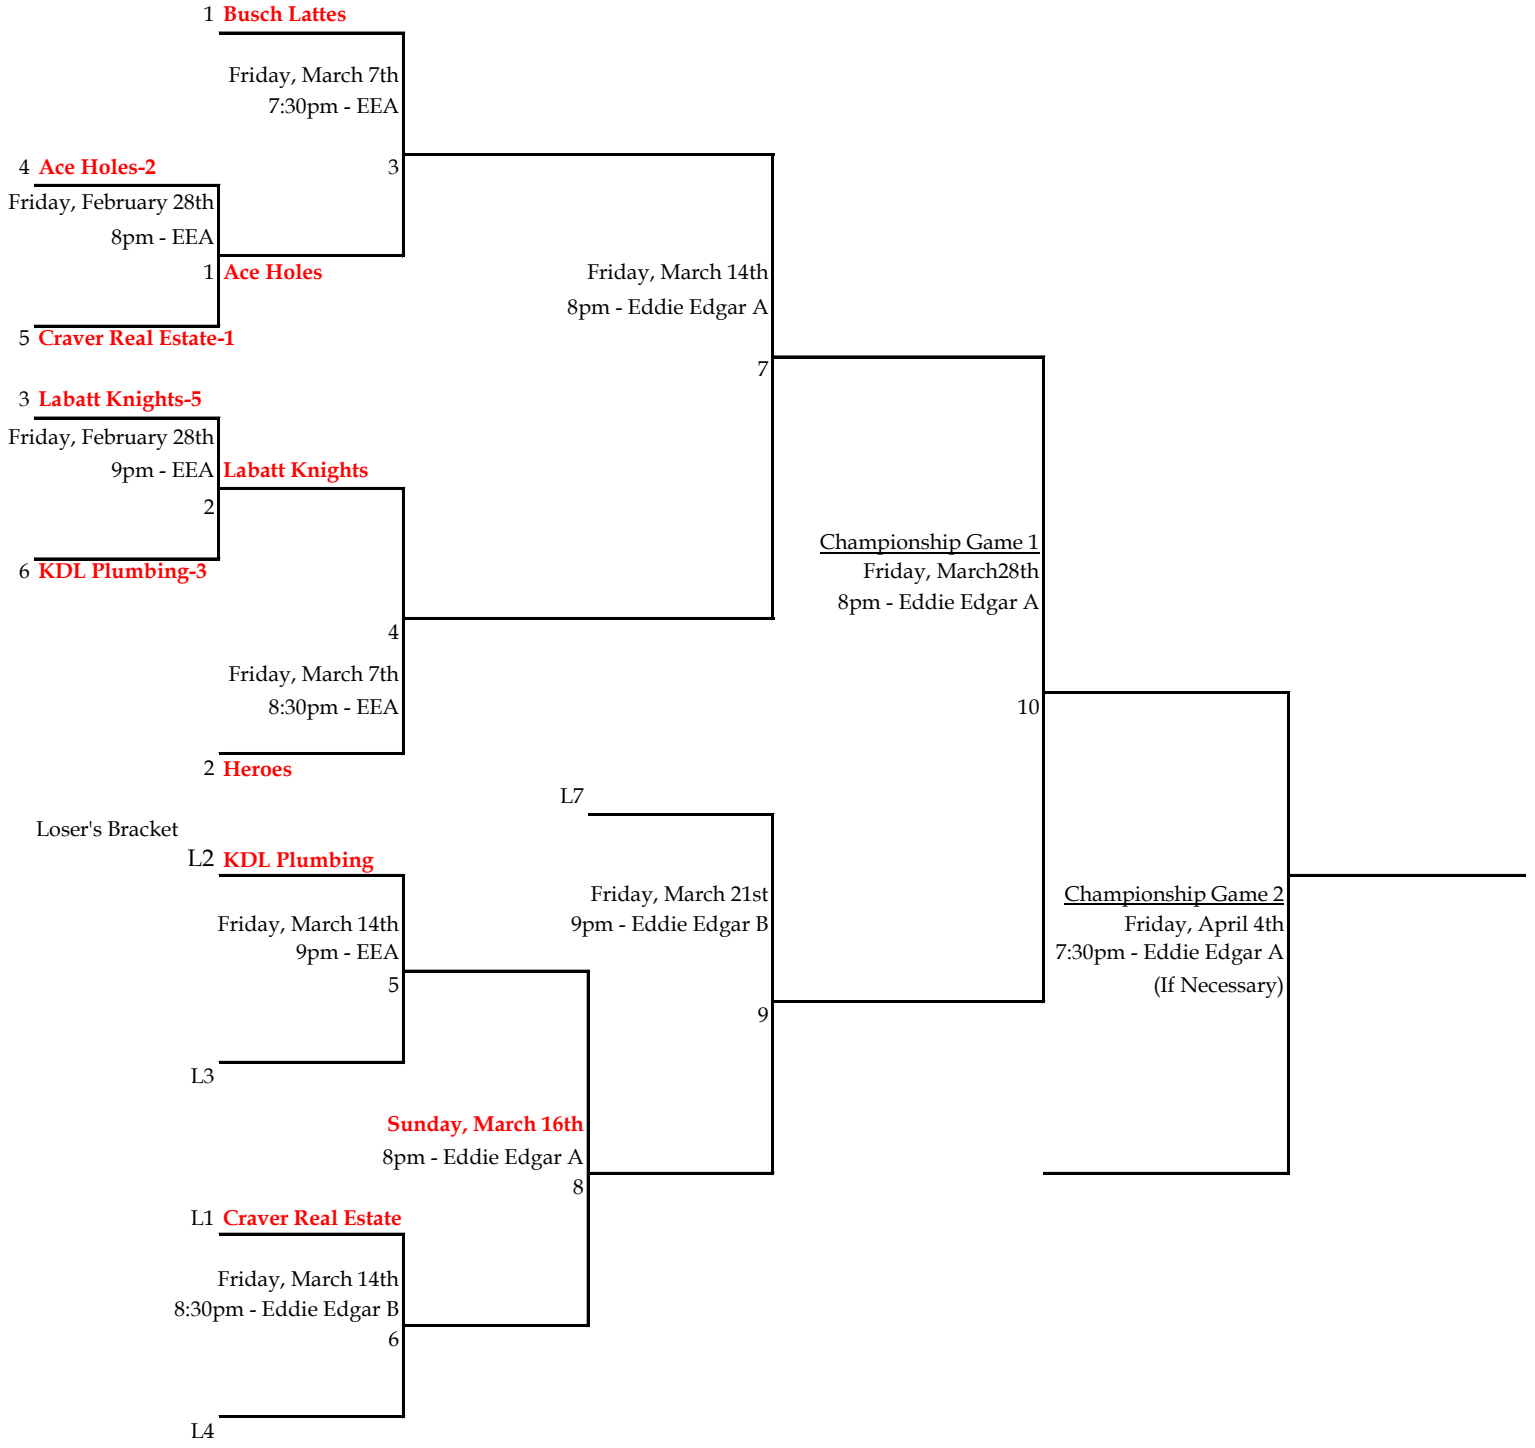 1 Busch Lattes
Friday, March 7th
7:30pm - EEA
4 Ace Holes-2
3
Friday, February 28th
8pm - EEA
1 Ace Holes
Friday, March 14th
8pm - Eddie Edgar A
5 Craver Real Estate-1
7
3 Labatt Knights-5
Friday, February 28th
9pm - EEA Labatt Knights
2
Championship Game 1
6 KDL Plumbing-3
Friday, March28th
8pm - Eddie Edgar A
4
Friday, March 7th
8:30pm - EEA
10
2 Heroes
L7
Loser's Bracket
L2 KDL Plumbing
Friday, March 21st
Championship Game 2
Friday, March 14th
9pm - Eddie Edgar B
Friday, April 4th
9pm - EEA
7:30pm - Eddie Edgar A
5
(If Necessary)
9
L3
Sunday, March 16th
8pm - Eddie Edgar A
8
L1 Craver Real Estate
Friday, March 14th
8:30pm - Eddie Edgar B
6
L4